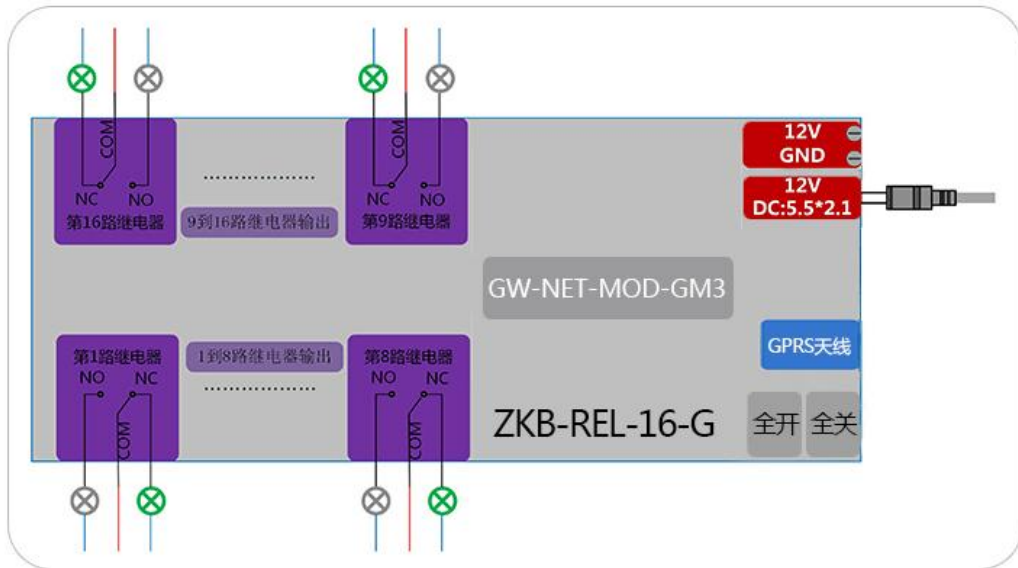 COM
NC
NO
第16路继电器
………………
9到16路继电器输出
COM
NC
NO
第9路继电器
12V
GND
12V
DC:5.5*2.1
GW-NET-MOD-GM3
GPRS天线
第1路继电器
NO
NC
COM
1到8路继电器输出
………………
第8路继电器
NO
NC
COM
ZKB-REL-16-G
全开
全关